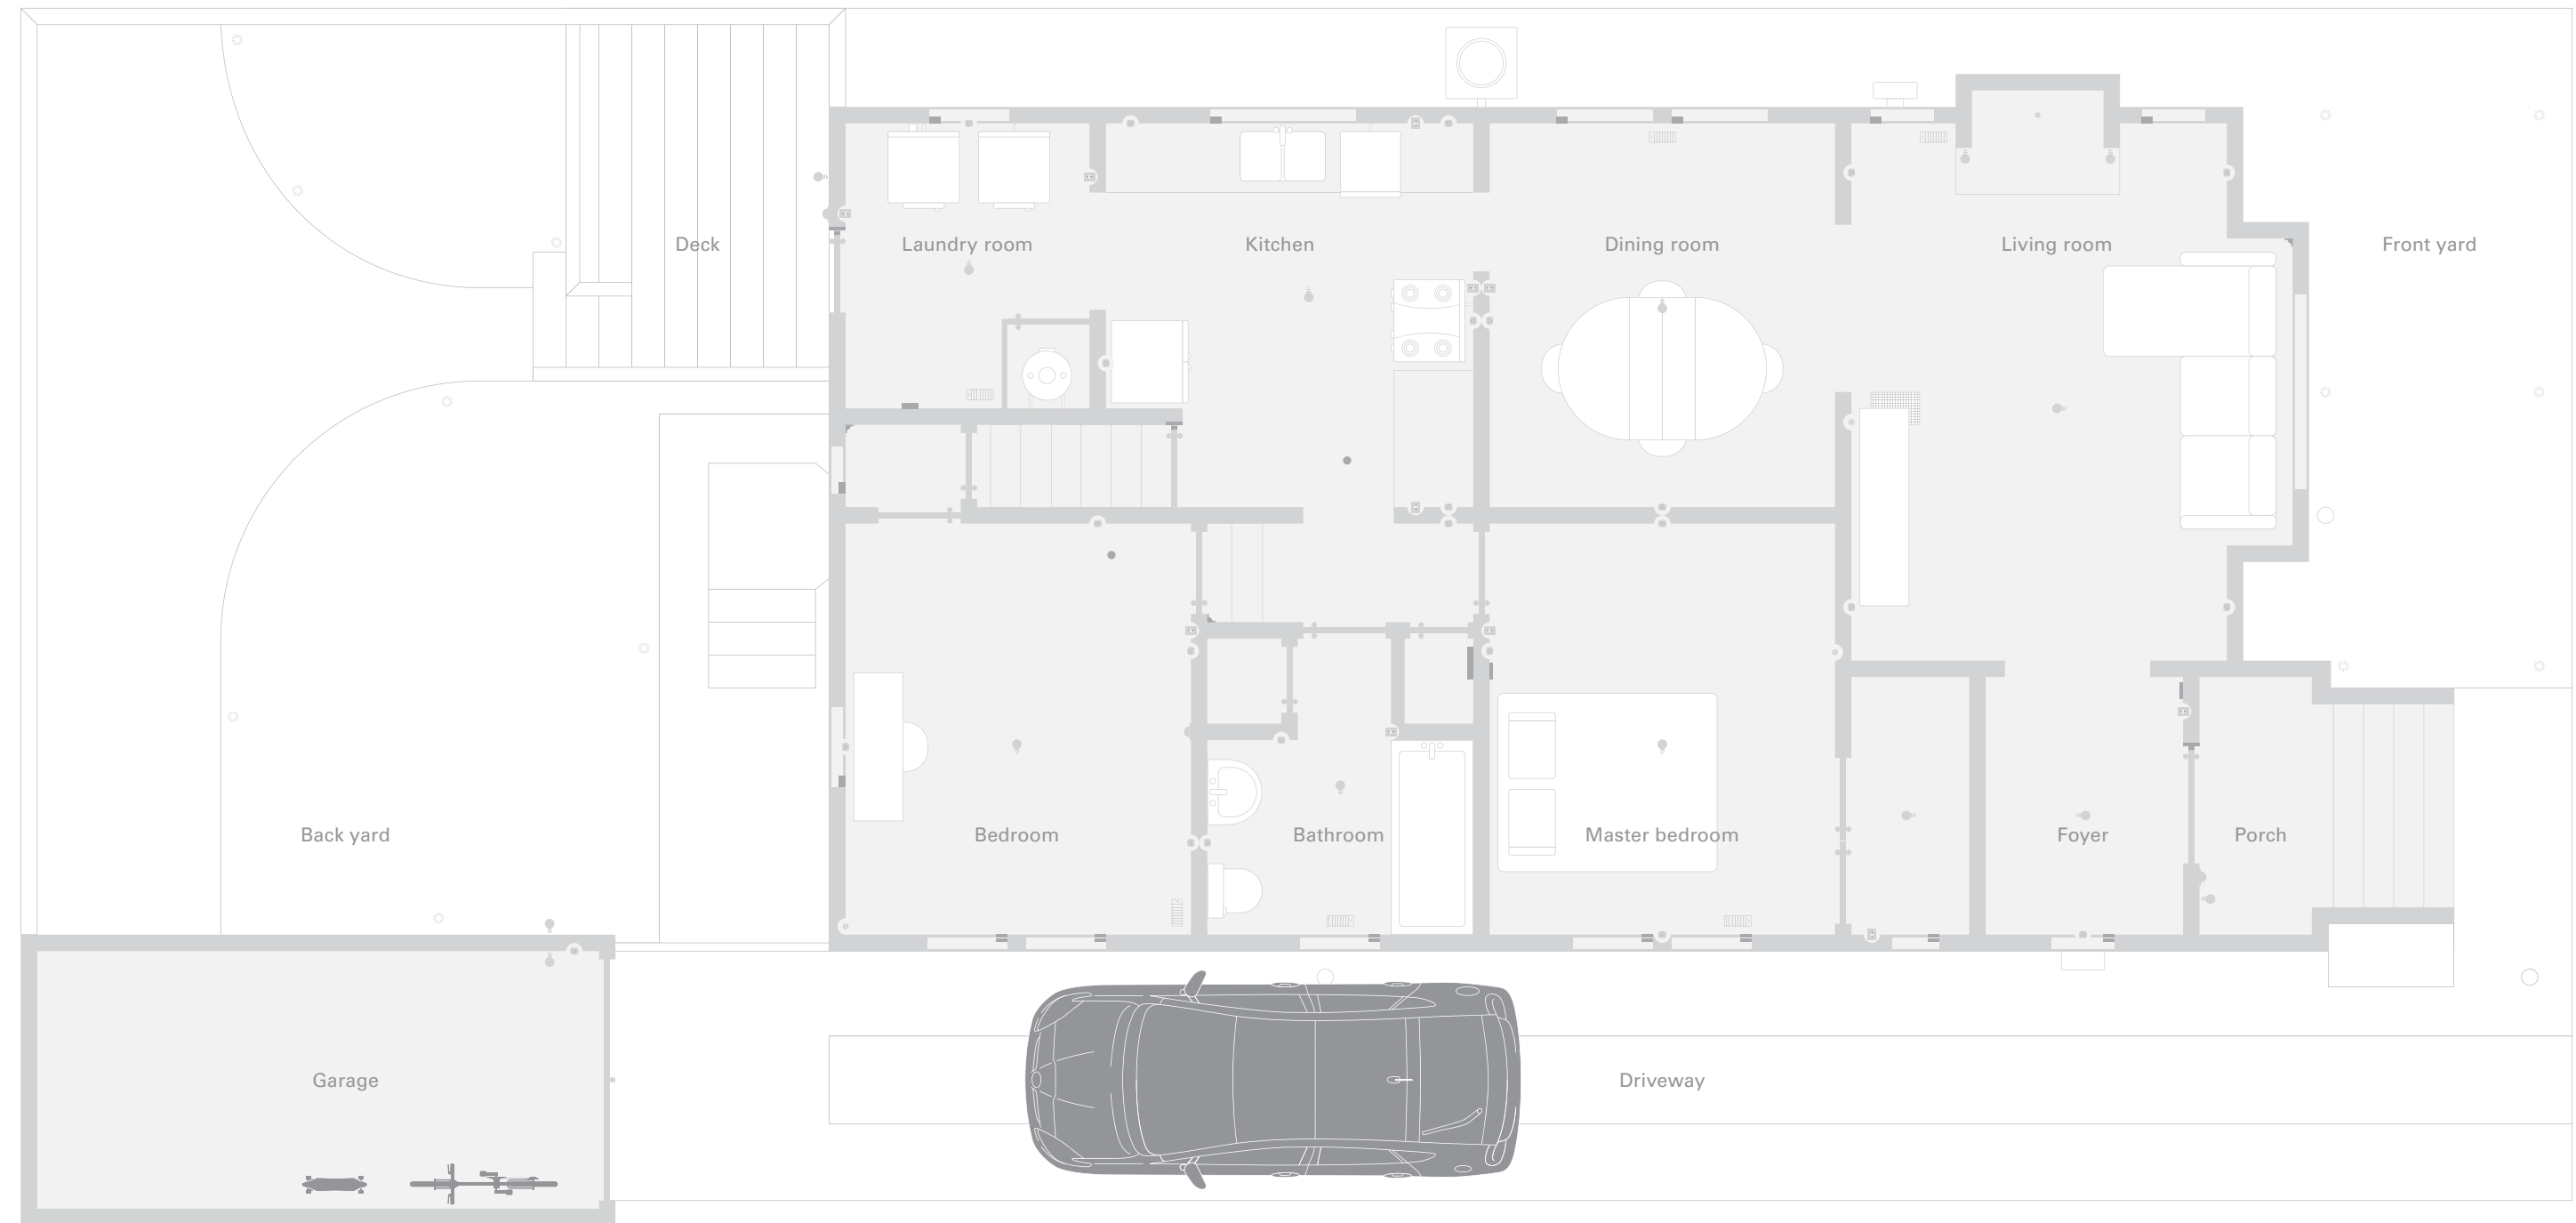 Deck
Laundry room
Kitchen
Dining room
Living room
Front yard
Back yard
Bedroom
Bathroom
Master bedroom
Foyer
Porch
Garage
Driveway